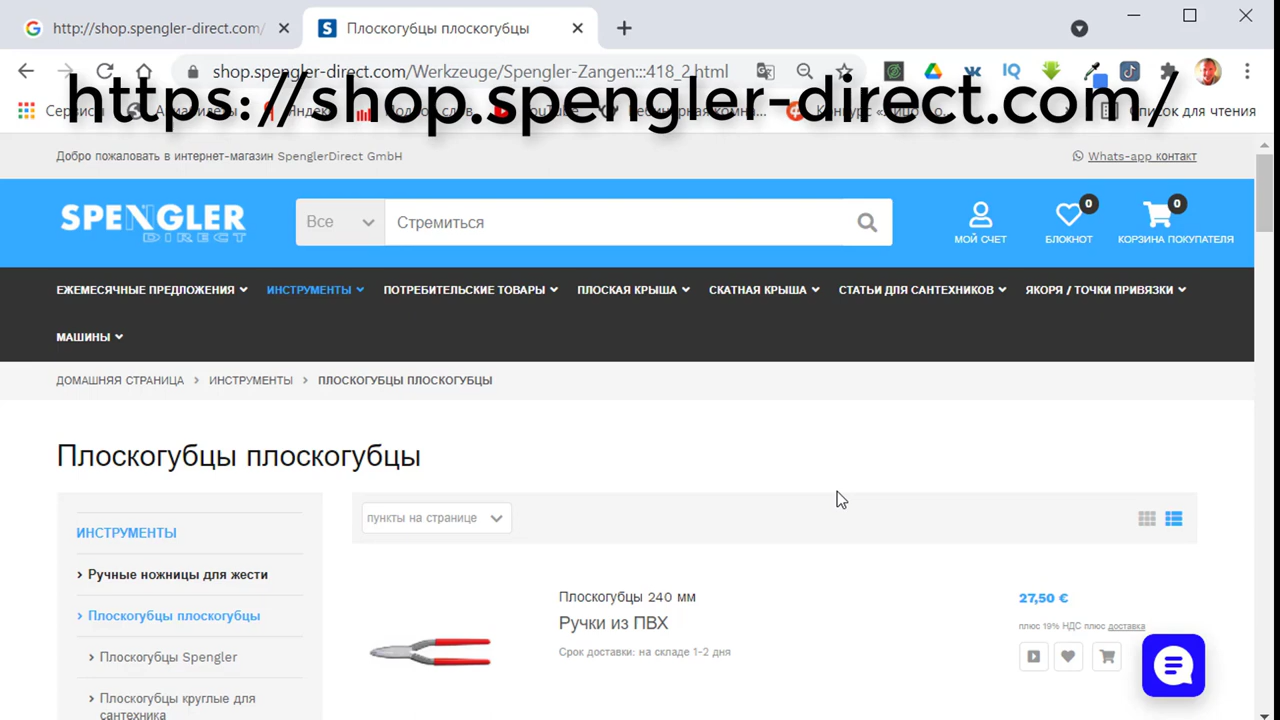 http://shop.spengler-direct.com/
Плоскогубцы плоскогубцы
shop.spengler-direct.com/Werkzeuge/Spengler-Zangen:::418_2.html
https://shop.spengler-direct.com/
Список для чтения
Добро пожаловать в интернет-магазин SpenglerDirect GmbH
Whats-app контакт
SPENGLER
DIRECT
Все
Стремиться
0
0
МОЙ СЧЕТ
БЛОКНОТ
КОРЗИНА ПОКУПАТЕЛЯ
ЕЖЕМЕСЯЧНЫЕ ПРЕДЛОЖЕНИЯ
ИНСТРУМЕНТЫ
ПОТРЕБИТЕЛЬСКИЕ ТОВАРЫ
ПЛОСКАЯ КРЫША
СКАТНАЯ КРЫША
СТАТЬИ ДЛЯ САНТЕХНИКОВ
ЯКОРЯ / ТОЧКИ ПРИВЯЗКИ
МАШИНЫ
ДОМАШНЯЯ СТРАНИЦА > ИНСТРУМЕНТЫ > ПЛОСКОГУБЦЫ ПЛОСКОГУБЦЫ
Плоскогубцы плоскогубцы
ИНСТРУМЕНТЫ
Ручные ножницы для жести
Плоскогубцы плоскогубцы
Плоскогубцы Spengler
Плоскогубцы круглые для
сантехника
пункты на странице
Плоскогубцы 240 мм
Ручки из ПВХ
Срок доставки: на складе 1-2 дня
27,50 €
плюс 19% НДС плюс доставка